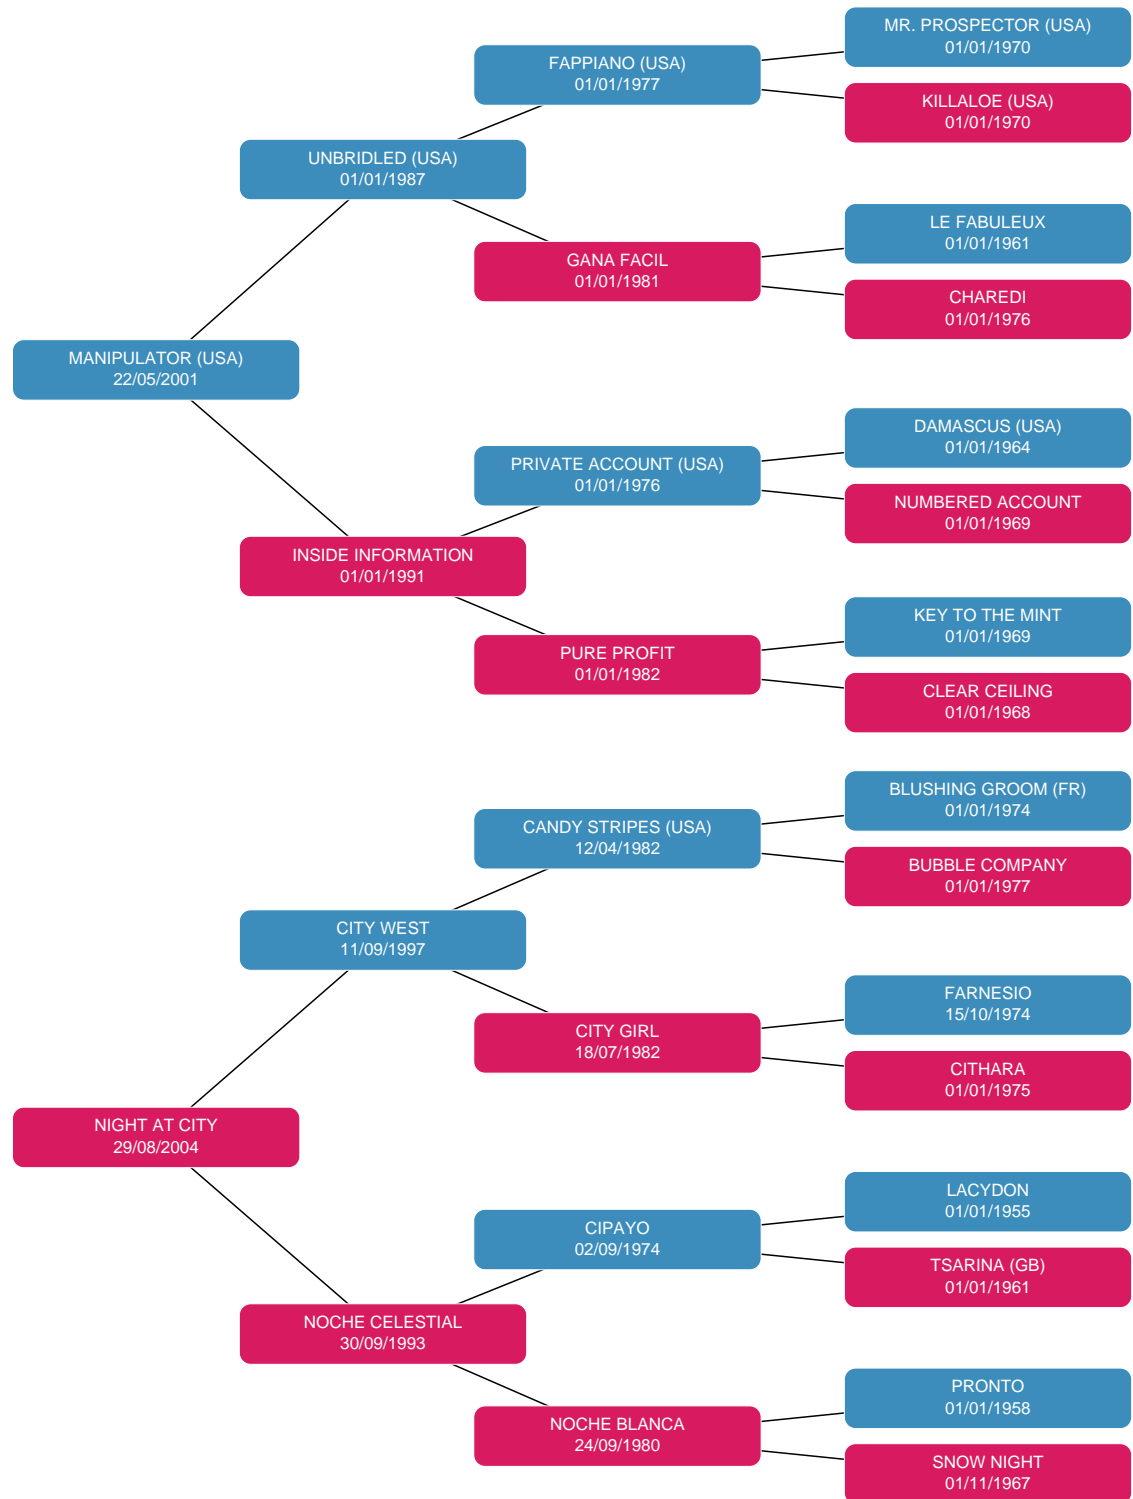 MR. PROSPECTOR (USA)
01/01/1970
FAPPIANO (USA)
01/01/1977
KILLALOE (USA)
01/01/1970
UNBRIDLED (USA)
01/01/1987
LE FABULEUX
01/01/1961
GANA FACIL
01/01/1981
CHAREDI
01/01/1976
MANIPULATOR (USA)
22/05/2001
DAMASCUS (USA)
01/01/1964
PRIVATE ACCOUNT (USA)
01/01/1976
NUMBERED ACCOUNT
01/01/1969
INSIDE INFORMATION
01/01/1991
KEY TO THE MINT
01/01/1969
PURE PROFIT
01/01/1982
CLEAR CEILING
01/01/1968
BLUSHING GROOM (FR)
01/01/1974
CANDY STRIPES (USA)
12/04/1982
BUBBLE COMPANY
01/01/1977
CITY WEST
11/09/1997
FARNESIO
15/10/1974
CITY GIRL
18/07/1982
CITHARA
01/01/1975
NIGHT AT CITY
29/08/2004
LACYDON
01/01/1955
CIPAYO
02/09/1974
TSARINA (GB)
01/01/1961
NOCHE CELESTIAL
30/09/1993
PRONTO
01/01/1958
NOCHE BLANCA
24/09/1980
SNOW NIGHT
01/11/1967